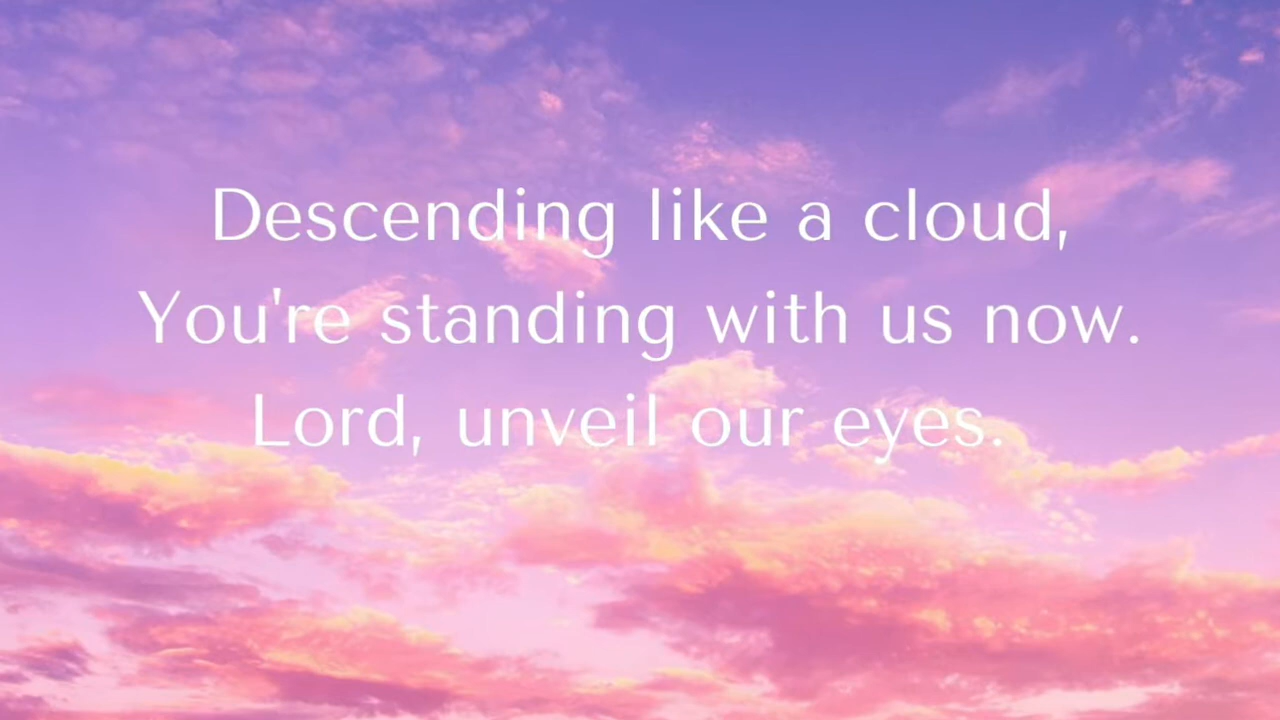 Descending like a cloud,
You're standing with us now.
Lord, unveil our eyes.